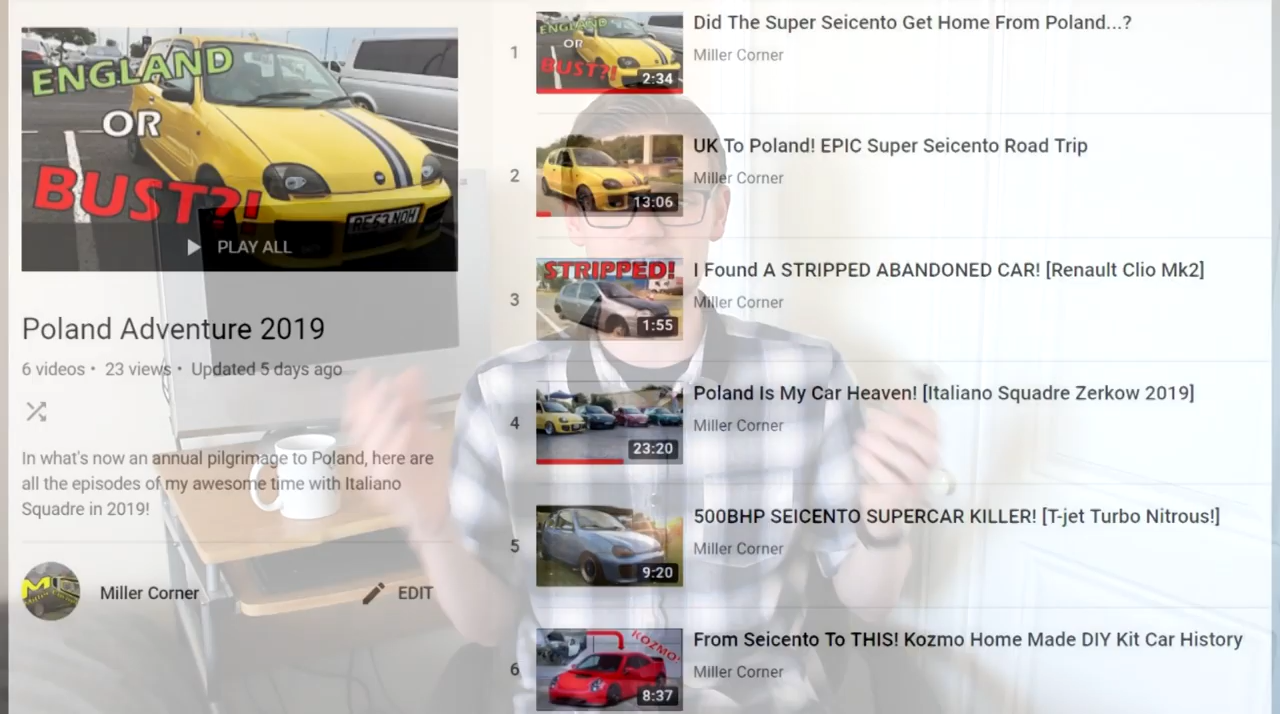 ENGLAND
OR
BUST?!
RE53 NOH
PLAY ALL
Poland Adventure 2019
6 videos • 23 views • Updated 5 days ago
In what's now an annual pilgrimage to Poland, here are
all the episodes of my awesome time with Italiano
Squadre in 2019!
Miller Corner
EDIT
1
ENGLAND
OR
BUST?!
2:34
Did The Super Seicento Get Home From Poland...?
Miller Corner
2
13:06
UK To Poland! EPIC Super Seicento Road Trip
Miller Corner
3
STRIPPED!
1:55
I Found A STRIPPED ABANDONED CAR! [Renault Clio Mk2]
Miller Corner
4
23:20
Poland Is My Car Heaven! [Italiano Squadre Zerkow 2019]
Miller Corner
5
9:20
500BHP SEICENTO SUPERCAR KILLER! [T-jet Turbo Nitrous!]
Miller Corner
6
KOZMO
8:37
From Seicento To THIS! Kozmo Home Made DIY Kit Car History
Miller Corner